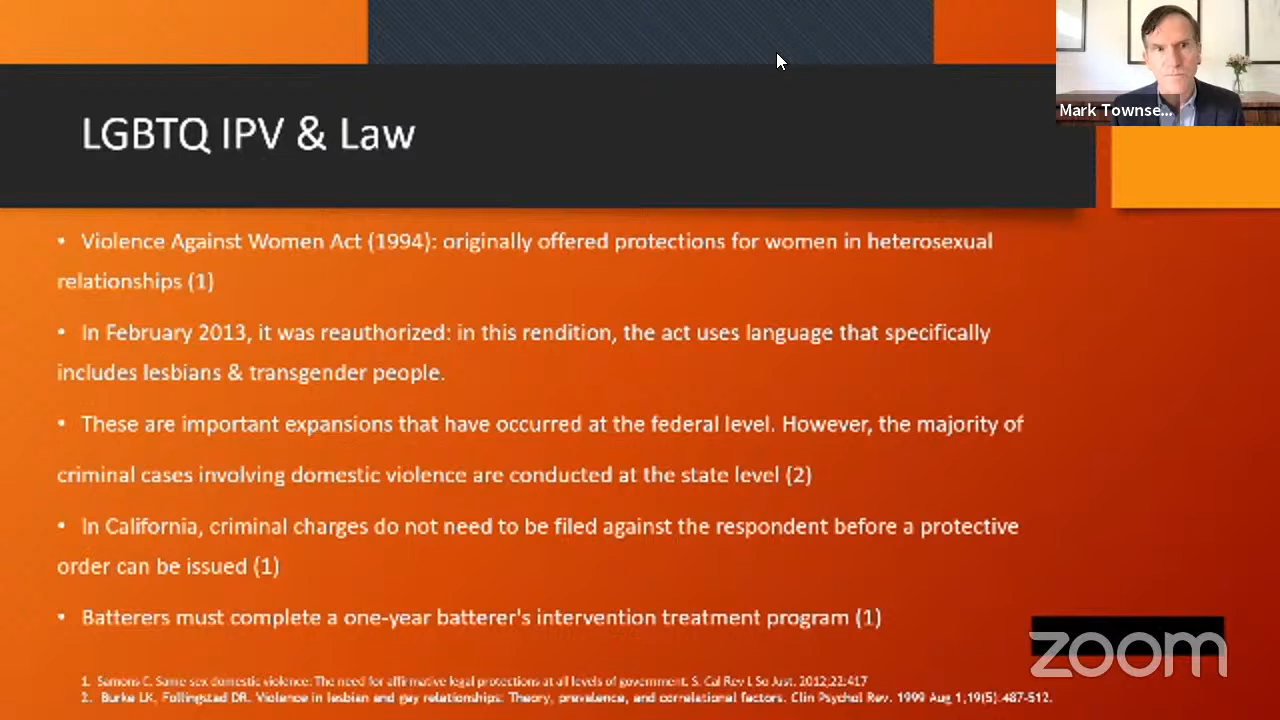 Mark Townse...
LGBTQ IPV & Law
• Violence Against Women Act (1994): originally offered protections for women in heterosexual
relationships (1)
• In February 2013, it was reauthorized: in this rendition, the act uses language that specifically
includes lesbians & transgender people.
• These are important expansions that have occurred at the federal level. However, the majority of
criminal cases involving domestic violence are conducted at the state level (2)
• In California, criminal charges do not need to be filed against the respondent before a protective
order can be issued (1)
• Batterers must complete a one-year batterer's intervention treatment program (1)
zoom
1. Samons C. Same-sex domestic violence: The need for affirmative legal protections at all levels of government. S. Cal Rev L So Just. 2012;22:417
2. Burke LK, Follingstad DR. Violence in lesbian and gay relationships: Theory, prevalence, and correlational factors. Clin Psychol Rev. 1999 Aug 1;19(5):487-512.